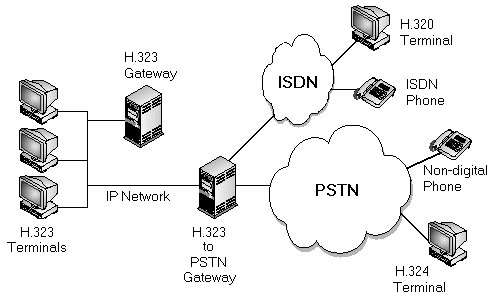 H.320
Terminal
H.323
Gateway
ISDN
ISDN
Phone
Non-digital
Phone
PSTN
IP Network
H.323
Terminals
H.323
to
PSTN
Gateway
H.324
Terminal